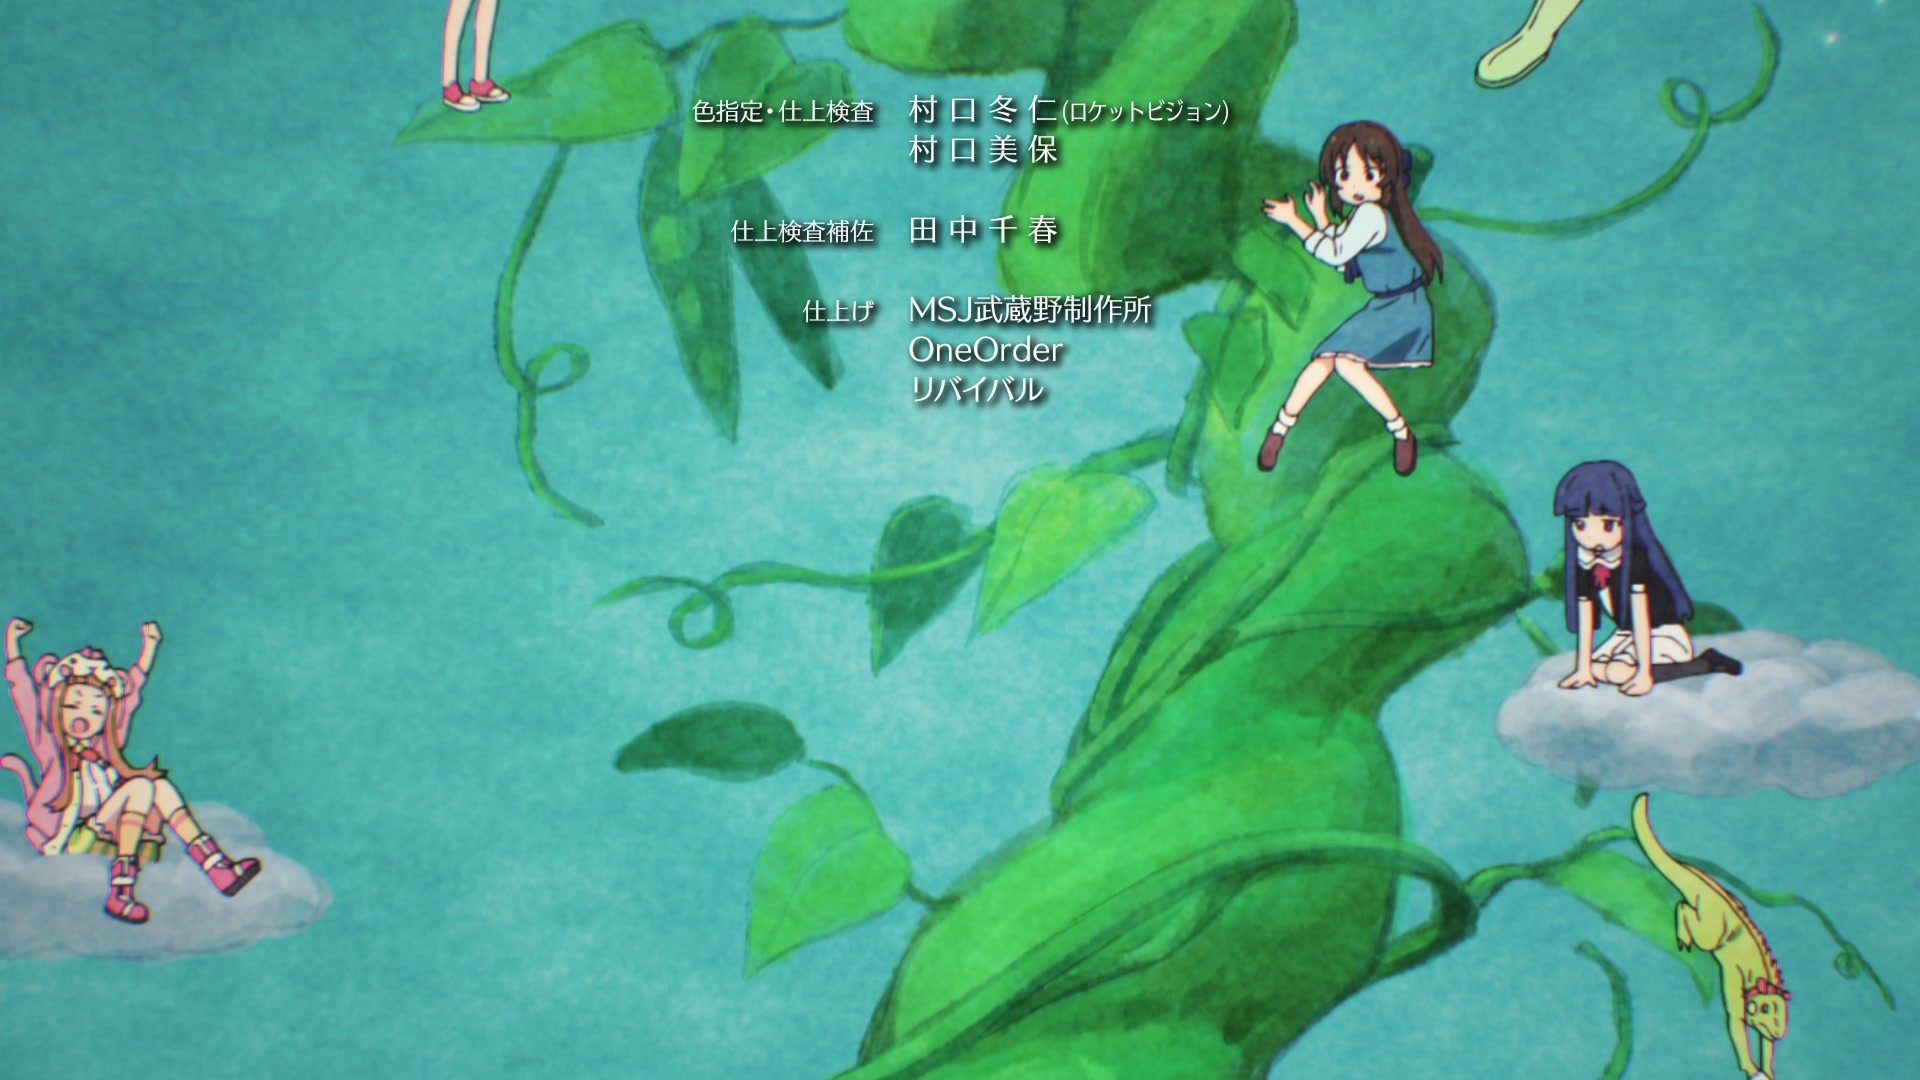 色指定・仕上検査 村口冬仁(ロケットビジョン)
村口美保
仕上検査補佐 田中千春
仕上げ MSJ武蔵野制作所
OneOrder
リバイバル